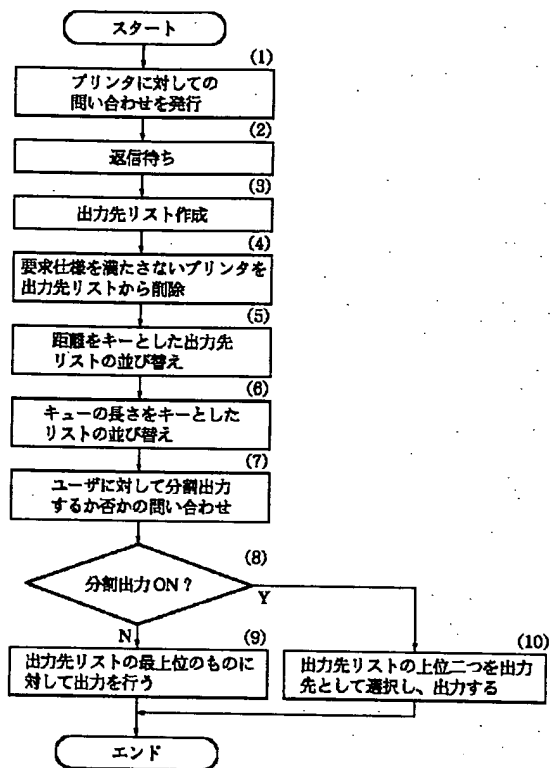 スタート
(1)
プリンタに対しての
問い合わせを発行
(2)
返信待ち
(3)
出力先リスト作成
(4)
要求仕様を満たさないプリンタを
出力先リストから削除
(5)
距離をキーとした出力先
リストの並び替え
(6)
キューの長さをキーとした
リストの並び替え
(7)
ユーザに対して分割出力
するか否かの問い合わせ
(8)
分割出力ON?
Y
N
(9)
出力先リストの最上位のものに
対して出力を行う
(10)
出力先リストの上位二つを出力
先として選択し、出力する
エンド